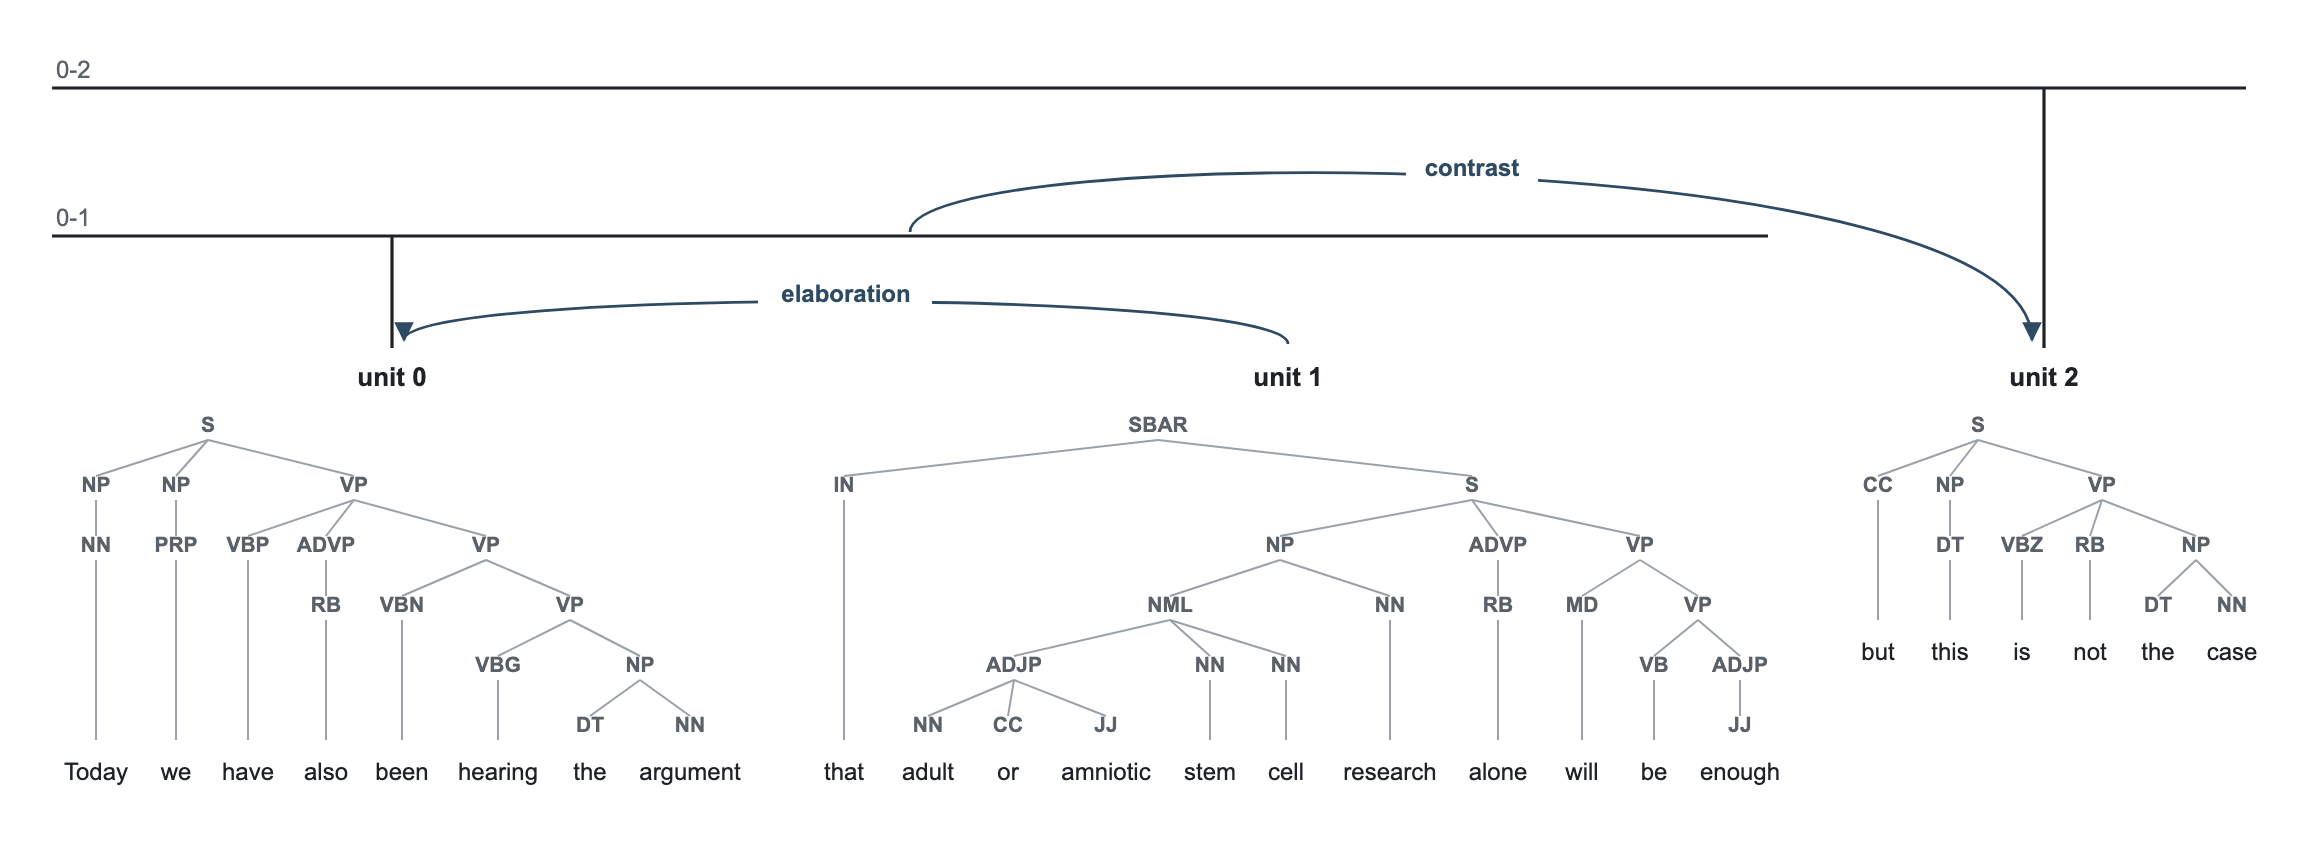 0-2
contrast
0-1
elaboration
unit 0 unit 1 unit 2
S SBAR S
NP NP VP IN S CC NP VP
NN PRP VBP ADVP VP NP ADVP VP DT VBZ RB NP
RB VBN VP NML NN RB MD VP DT NN
but this is not the case
VBG NP ADJP NN NN VB ADJP
DT NN NN CC JJ JJ
Today we have also been hearing the argument that adult or amniotic stem cell research alone will be enough